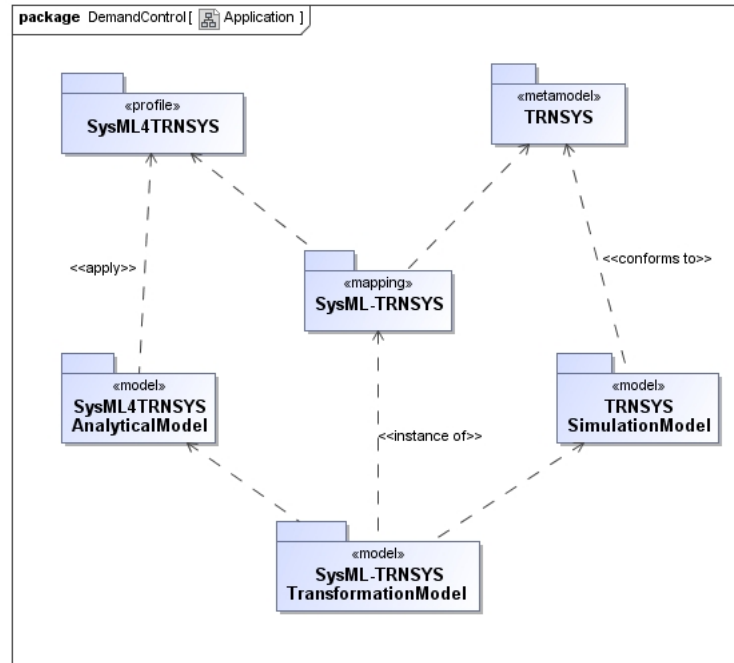 package DemandControl [ Application ]
«profile»
SysML4TRNSYS
«metamodel»
TRNSYS
<<apply>>
«mapping»
SysML-TRNSYS
<<conforms to>>
«model»
SysML4TRNSYS
AnalyticalModel
<<instance of>>
«model»
TRNSYS
SimulationModel
«model»
SysML-TRNSYS
TransformationModel